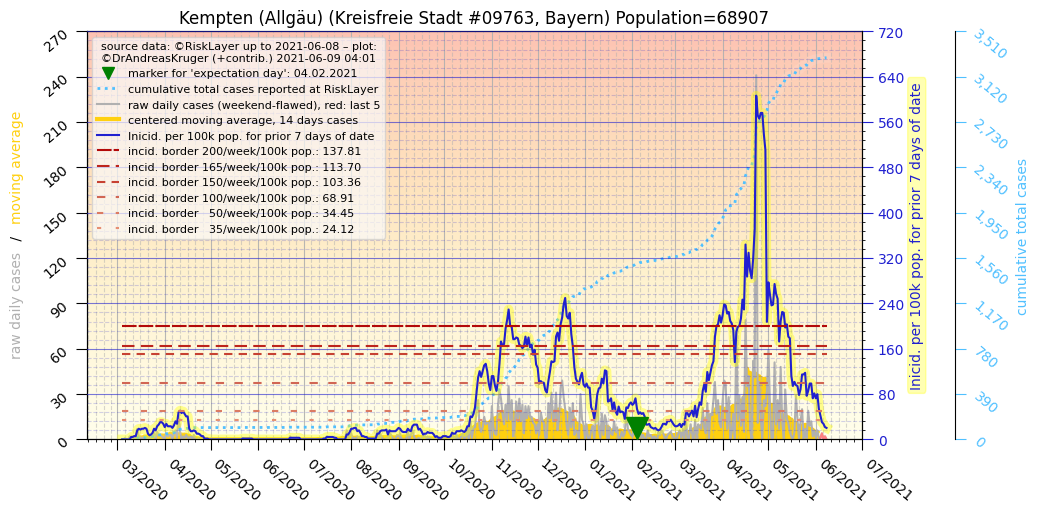 Kempten (Allgäu) (Kreisfreie Stadt #09763, Bayern) Population=68907
source data: ©RiskLayer up to 2021-06-08 – plot:
©DrAndreasKruger (+contrib.) 2021-06-09 04:01
marker for 'expectation day': 04.02.2021
cumulative total cases reported at RiskLayer
raw daily cases (weekend-flawed), red: last 5
centered moving average, 14 days cases
Inicid. per 100k pop. for prior 7 days of date
incid. border 200/week/100k pop.: 137.81
incid. border 165/week/100k pop.: 113.70
incid. border 150/week/100k pop.: 103.36
incid. border 100/week/100k pop.: 68.91
incid. border   50/week/100k pop.: 34.45
incid. border   35/week/100k pop.: 24.12
raw daily cases  /  moving average
270
240
210
180
150
120
90
60
30
0
720
640
560
480
400
320
240
160
80
0
Inicid. per 100k pop. for prior 7 days of date
3,510
3,120
2,730
2,340
1,950
1,560
1,170
780
390
0
cumulative total cases
03/2020
04/2020
05/2020
06/2020
07/2020
08/2020
09/2020
10/2020
11/2020
12/2020
01/2021
02/2021
03/2021
04/2021
05/2021
06/2021
07/2021